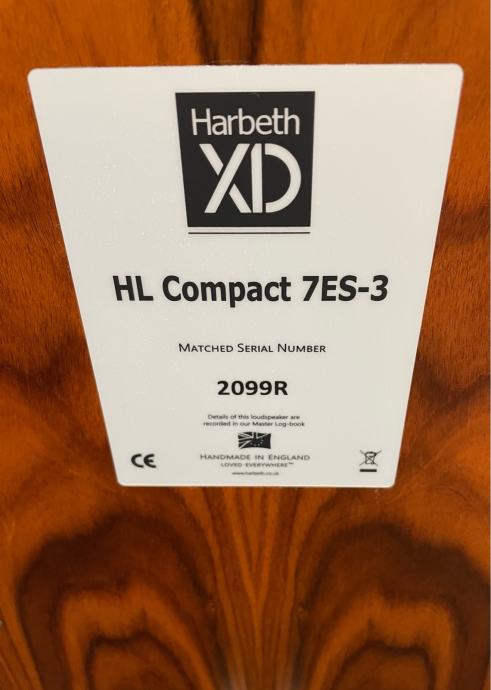 Harbeth
XD
HL Compact 7ES-3
Matched Serial Number
2099R
Details of this loudspeaker are
recorded in our Master Log-book
CE
HANDMADE IN ENGLAND
LOVED EVERYWHERE™
www.harbeth.co.uk